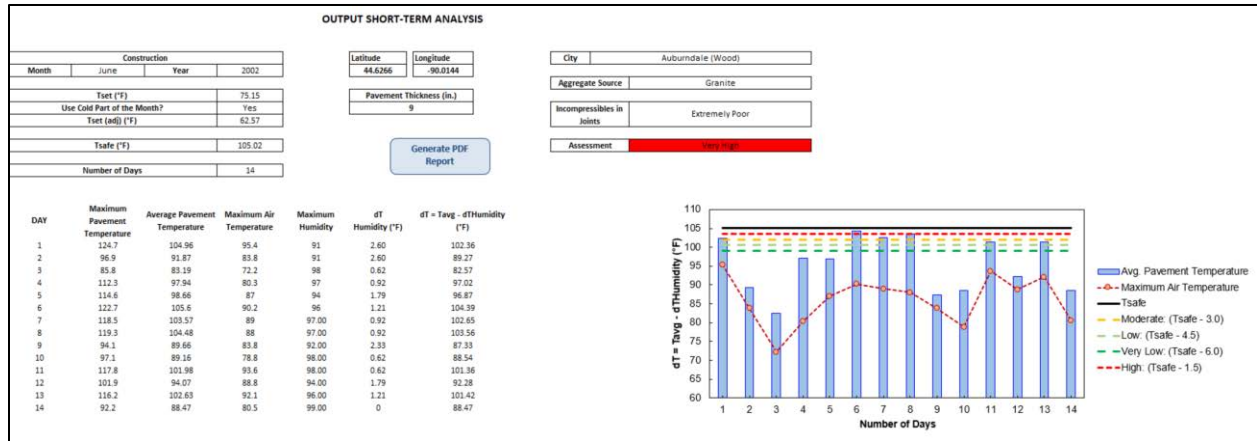 OUTPUT SHORT-TERM ANALYSIS
Construction
Month June Year 2002
Latitude Longitude
44.6266 -90.0144
City Auburndale (Wood)
Aggregate Source Granite
Tset (°F) 75.15
Use Cold Part of the Month? Yes
Tset (adj) (°F) 62.57
Pavement Thickness (in.)
9
Incompressibles in
Joints
Extremely Poor
Tsafe (°F) 105.02
Generate PDF
Report
Assessment Very High
Number of Days 14
DAY Maximum Pavement Temperature Average Pavement Temperature Maximum Air Temperature Maximum Humidity dT Humidity (°F) dT = Tavg - dTHumidity (°F)
1 124.7 104.96 95.4 91 2.60 102.36
2 96.9 91.87 83.8 91 2.60 89.27
3 85.8 83.19 72.2 98 0.62 82.57
4 112.3 97.94 80.3 97 0.92 97.02
5 114.6 98.66 87 94 1.79 96.87
6 122.7 105.6 90.2 96 1.21 104.39
7 118.5 103.57 89 97.00 0.92 102.65
8 119.3 104.48 88 97.00 0.92 103.56
9 94.1 89.66 83.8 92.00 2.33 87.33
10 97.1 89.16 78.8 98.00 0.62 88.54
11 117.8 101.98 93.6 98.00 0.62 101.36
12 101.9 94.07 88.8 94.00 1.79 92.28
13 116.2 102.63 92.1 96.00 1.21 101.42
14 92.2 88.47 80.5 99.00 0 88.47
dT = Tavg - dTHumidity (°F)
110
105
100
95
90
85
80
75
70
65
60
1 2 3 4 5 6 7 8 9 10 11 12 13 14
Number of Days
Avg. Pavement Temperature
Maximum Air Temperature
Tsafe
Moderate: (Tsafe - 3.0)
Low: (Tsafe - 4.5)
Very Low: (Tsafe - 6.0)
High: (Tsafe - 1.5)